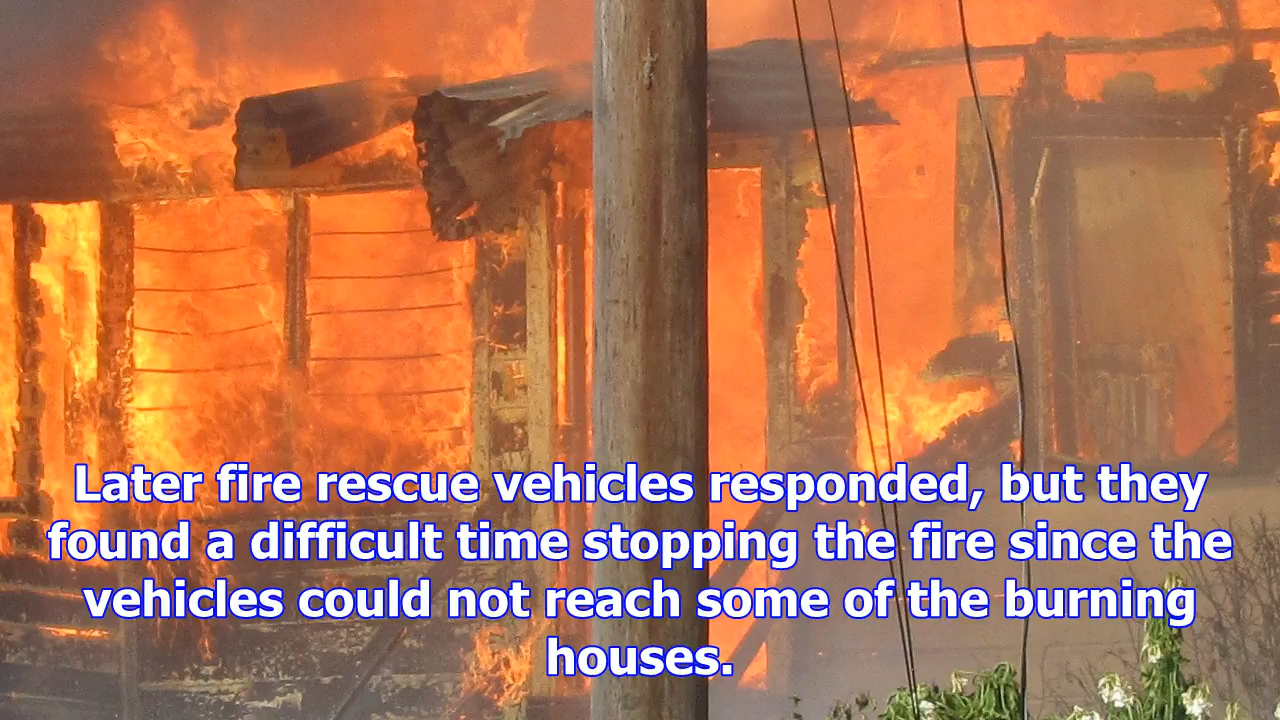 Later fire rescue vehicles responded, but they
found a difficult time stopping the fire since the
vehicles could not reach some of the burning
houses.